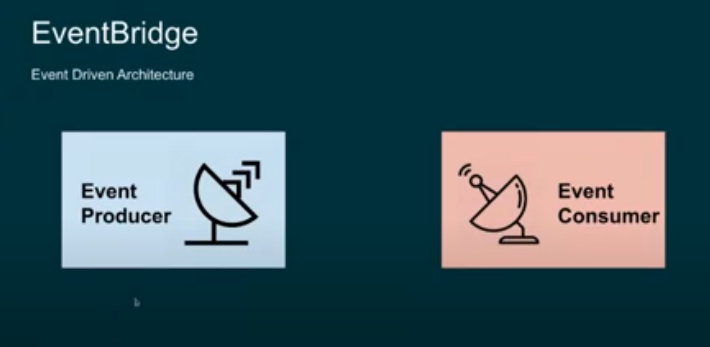 EventBridge
Event Driven Architecture
Event
Producer
Event
Consumer